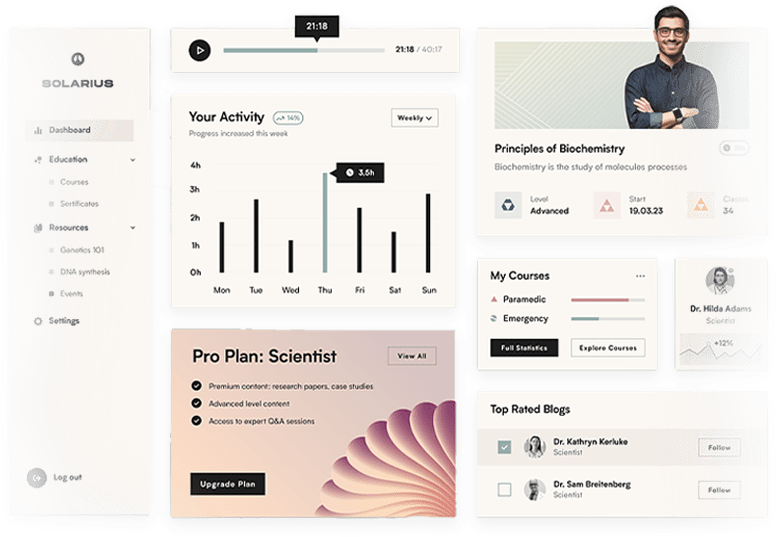 SOLARIUS
Dashboard
Education
Courses
Sertificates
Resources
Genetics 101
DNA synthesis
Events
Settings
Log out
21:18
21:18 / 40:17
Your Activity
14%
Weekly
Progress increased this week
4h
3h
2h
1h
0h
3,5h
Mon Tue Wed Thu Fri Sat Sun
Pro Plan: Scientist
View All
Premium content: research papers, case studies
Advanced level content
Access to expert Q&A sessions
Upgrade Plan
Principles of Biochemistry
Biochemistry is the study of molecules processes
Level
Advanced
Start
19.03.23
34
My Courses
Paramedic
Emergency
Full Statistics
Explore Courses
Dr. Hilda Adams
Scientist
+12%
Top Rated Blogs
Dr. Kathryn Kerluke
Scientist
Follow
Dr. Sam Breitenberg
Scientist
Follow